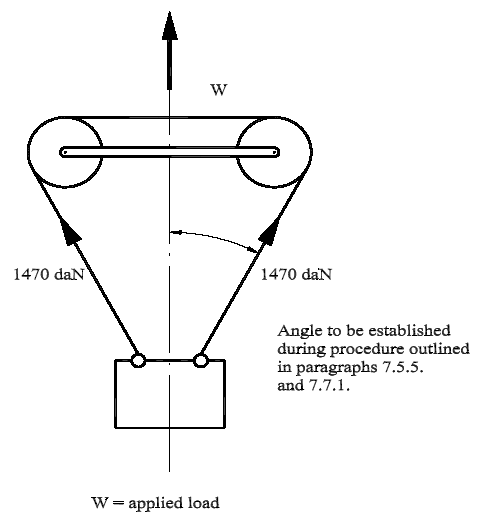 W
1470 daN
1470 daN
Angle to be established
during procedure outlined
in paragraphs 7.5.5.
and 7.7.1.
W = applied load